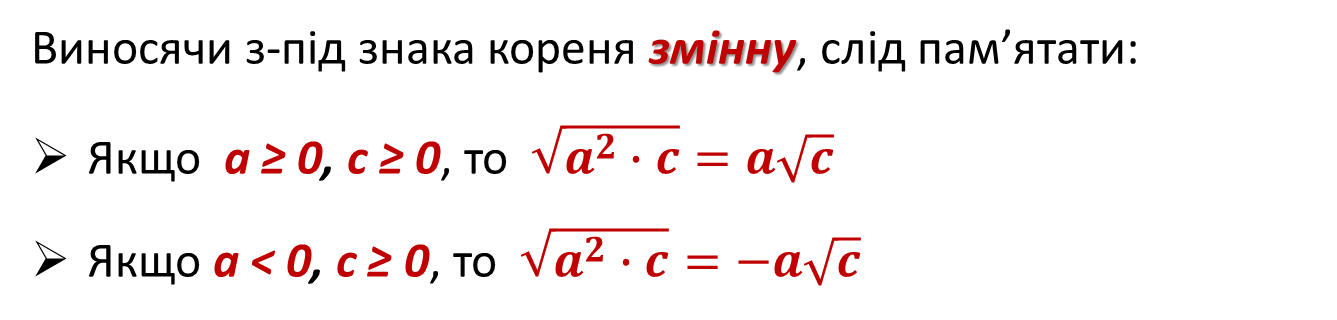 Виносячи з-під знака кореня змінну, слід пам’ятати:
➢ Якщо a ≥ 0, c ≥ 0, то √(a² · c) = a√c
➢ Якщо a < 0, c ≥ 0, то √(a² · c) = −a√c